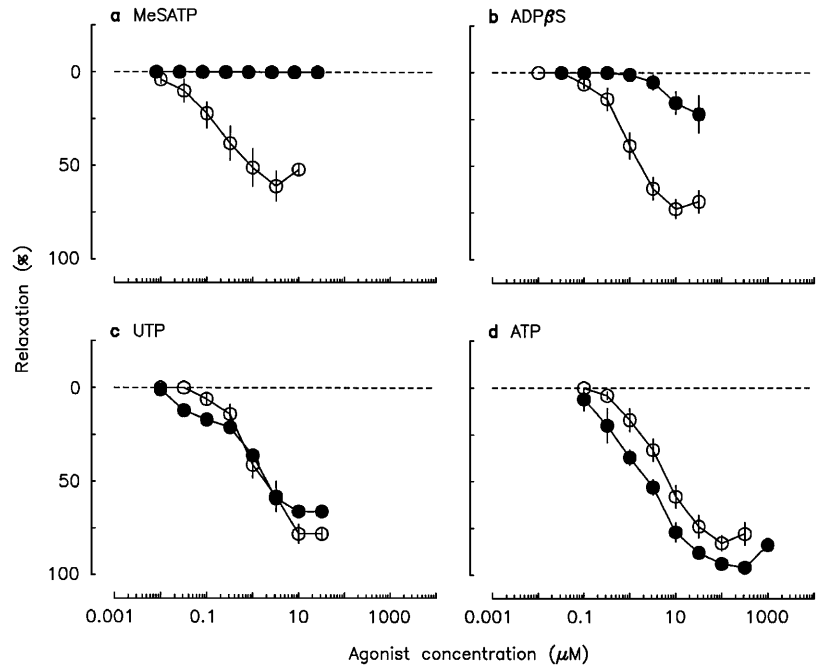 a MeSATP
b ADPβS
0
50
100
c UTP
d ATP
0
50
100
Relaxation (%)
0.001 0.1 10 1000
0.001 0.1 10 1000
Agonist concentration (μM)